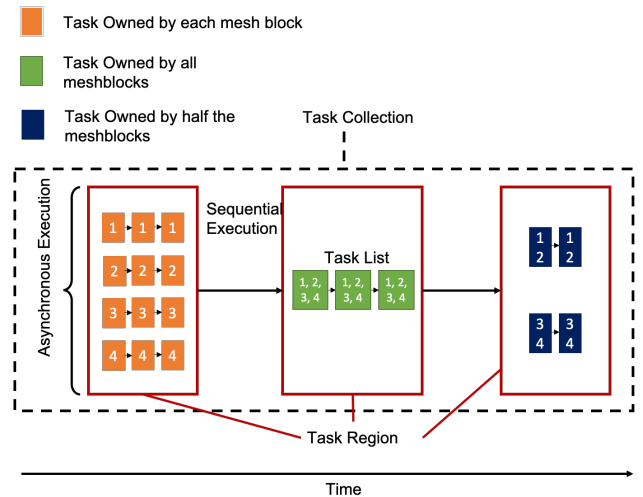 Task Owned by each mesh block
Task Owned by all
meshblocks
Task Owned by half the
meshblocks
Task Collection
Asynchronous Execution
Sequential
Execution
Task List
1 1 1
2 2 2
3 3 3
4 4 4
1, 2, 1, 2, 1, 2,
3, 4 3, 4 3, 4
1 1
2 2
3 3
4 4
Task Region
Time